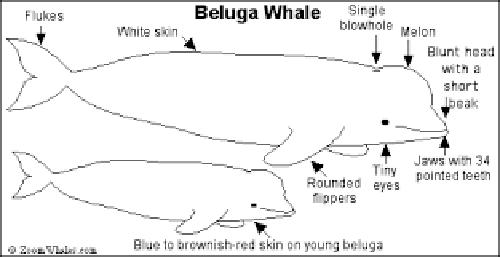 Beluga Whale
Flukes
White skin
Single
blowhole
Melon
Blunt head
with a
short
beak
Jaws with 34
pointed teeth
Tiny
eyes
Rounded
flippers
Blue to brownish-red skin on young beluga
© ZoomWhales.com